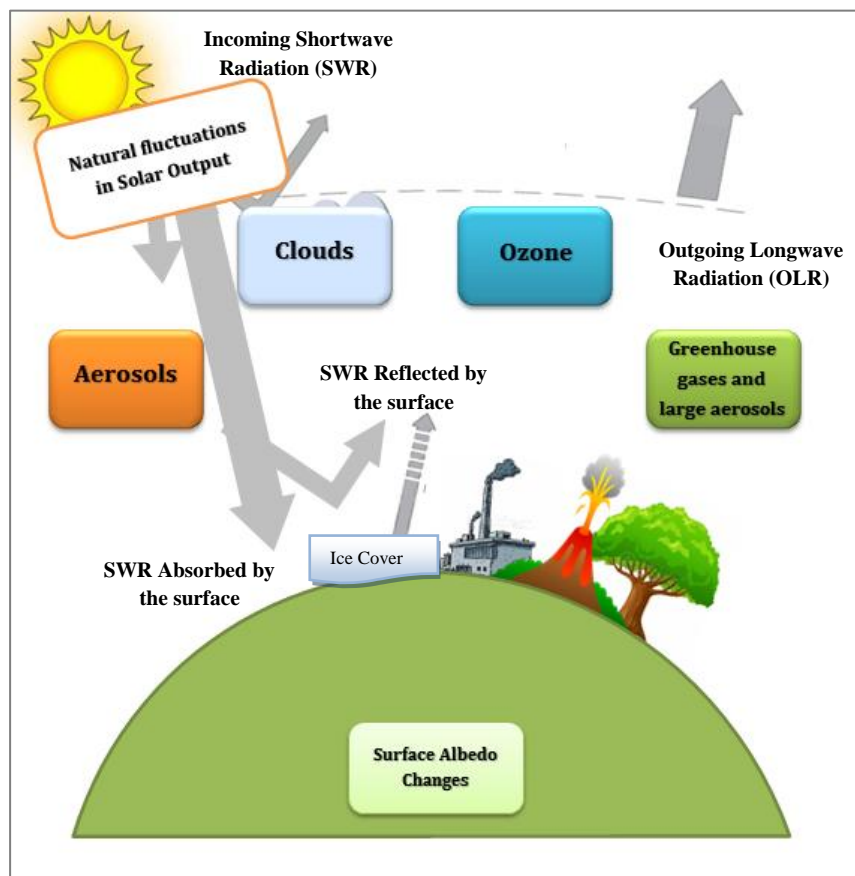 Incoming Shortwave
Radiation (SWR)
Natural fluctuations
in Solar Output
Clouds
Ozone
Outgoing Longwave
Radiation (OLR)
Aerosols
SWR Reflected by
the surface
Greenhouse
gases and
large aerosols
Ice Cover
SWR Absorbed by
the surface
Surface Albedo
Changes